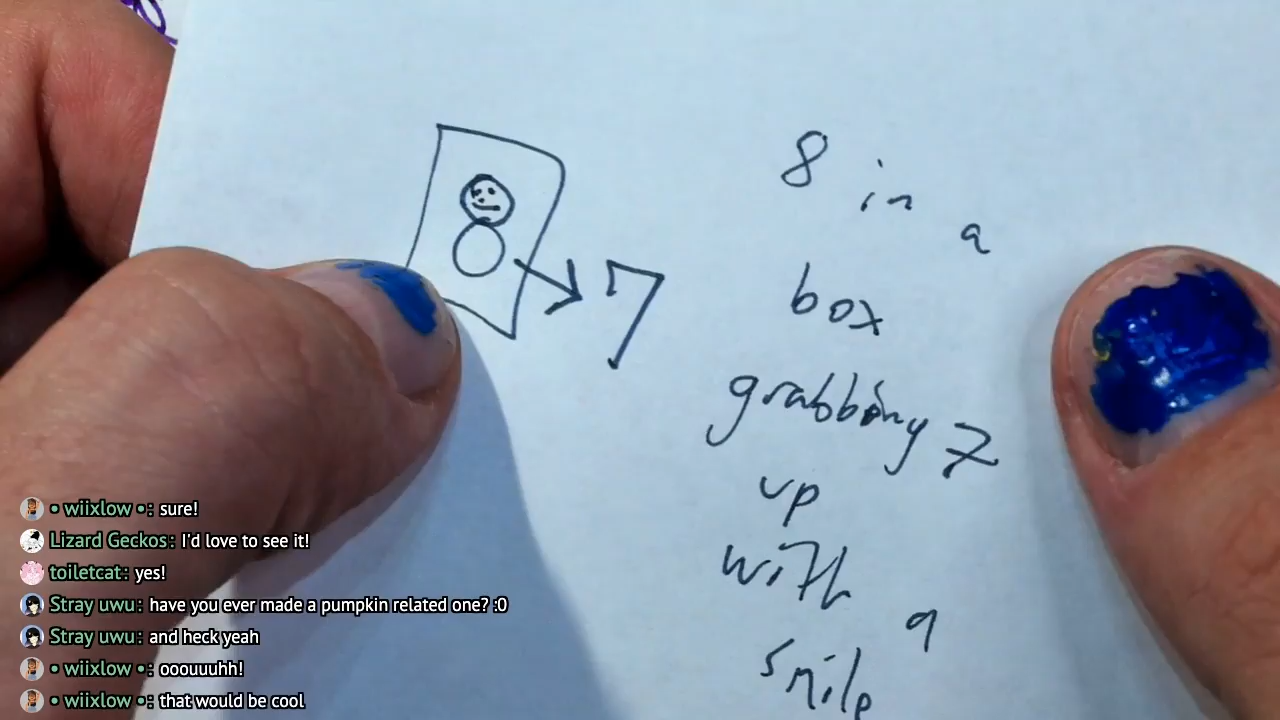 8 in a
box
grabbing 7
up
with a
smile
7
• wiixlow •: sure!
Lizard Geckos: I'd love to see it!
toiletcat: yes!
Stray uwu: have you ever made a pumpkin related one? :0
Stray uwu: and heck yeah
• wiixlow •: ooouuuhh!
• wiixlow •: that would be cool